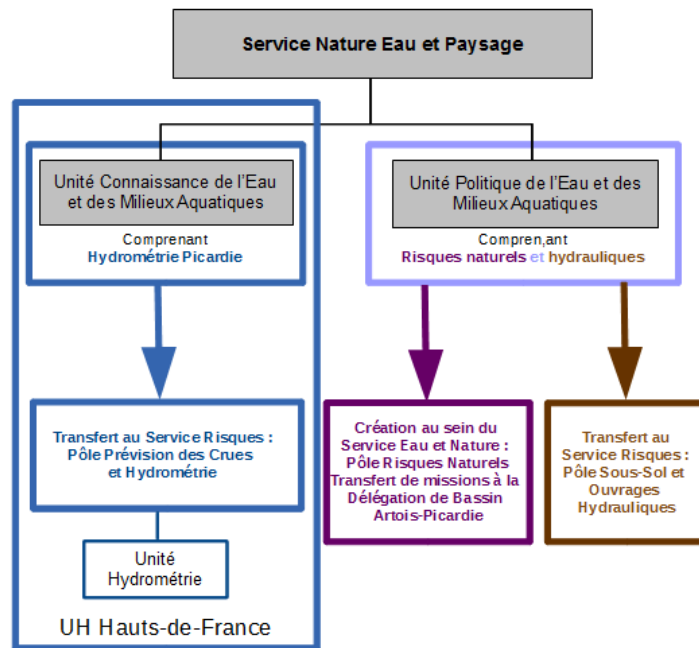 Service Nature Eau et Paysage
Unité Connaissance de l'Eau
et des Milieux Aquatiques
Comprenant
Hydrométrie Picardie
Unité Politique de l'Eau et des
Milieux Aquatiques
Compren,ant
Risques naturels et hydrauliques
Transfert au Service Risques :
Pôle Prévision des Crues
et Hydrométrie
Unité
Hydrométrie
UH Hauts-de-France
Création au sein du
Service Eau et Nature :
Pôle Risques Naturels
Transfert de missions à la
Délégation de Bassin
Artois-Picardie
Transfert au
Service Risques :
Pôle Sous-Sol et
Ouvrages
Hydrauliques